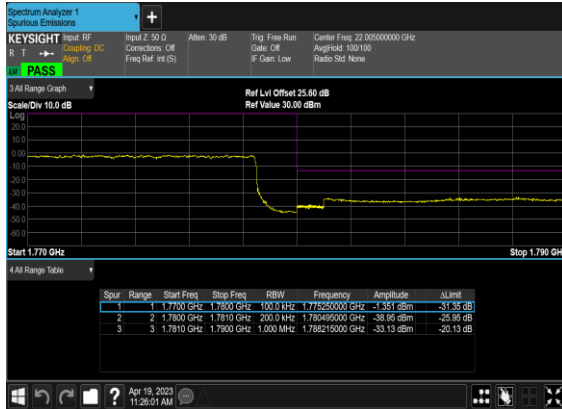 Spectrum Analyzer 1
Spurious Emissions
KEYSIGHT Input: RF Input Z: 50 Ω Atten: 30 dB Trig: Free Run Center Freq: 22.005000000 GHz
R T Coupling: DC Corrections: Off Gate: Off Avg|Hold: 100/100
Align: Off Freq Ref: Int (S) IF Gain: Low Radio Std: None
PASS
3 All Range Graph Ref Lvl Offset 25.60 dB
Scale/Div 10.0 dB Ref Value 30.00 dBm
Log
20.0
10.0
0.00
-10.0
-20.0
-30.0
-40.0
-50.0
-60.0
Start 1.770 GHz Stop 1.790 GH
4 All Range Table
Spur Range Start Freq Stop Freq RBW Frequency Amplitude ΔLimit
1 1 1.7700 GHz 1.7800 GHz 100.0 kHz 1.775250000 GHz -1.351 dBm -31.35 dB
2 2 1.7800 GHz 1.7810 GHz 200.0 kHz 1.780495000 GHz -38.95 dBm -25.95 dB
3 3 1.7810 GHz 1.7900 GHz 1.000 MHz 1.788215000 GHz -33.13 dBm -20.13 dB
? Apr 19, 2023
11:26:01 AM